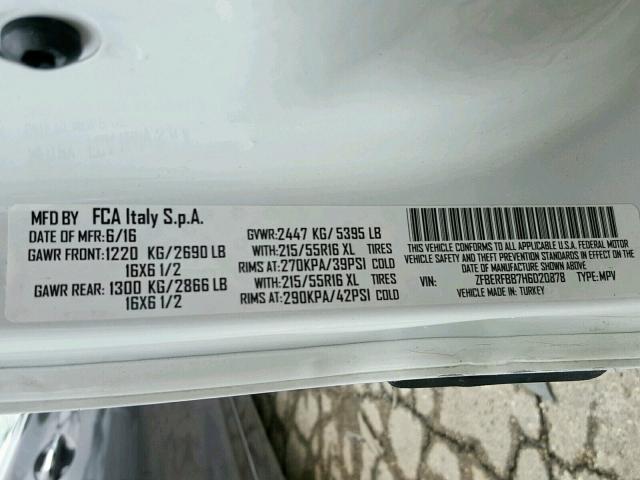 MFD BY FCA Italy S.p.A.
DATE OF MFR:6/16 GVWR:2447 KG/5395 LB
GAWR FRONT:1220 KG/2690 LB WITH:215/55R16 XL TIRES
16X6 1/2 RIMS AT:270KPA/39PSI COLD
GAWR REAR: 1300 KG/2866 LB WITH:215/55R16 XL TIRES
16X6 1/2 RIMS AT:290KPA/42PSI COLD
THIS VEHICLE CONFORMS TO ALL APPLICABLE U.S.A. FEDERAL MOTOR
VEHICLE SAFETY AND THEFT PREVENTION STANDARDS IN EFFECT
ON THE DATE OF MANUFACTURE SHOWN ABOVE.
VIN: ZFBERFBB7H6D20878 TYPE:MPV
VEHICLE MADE IN: TURKEY